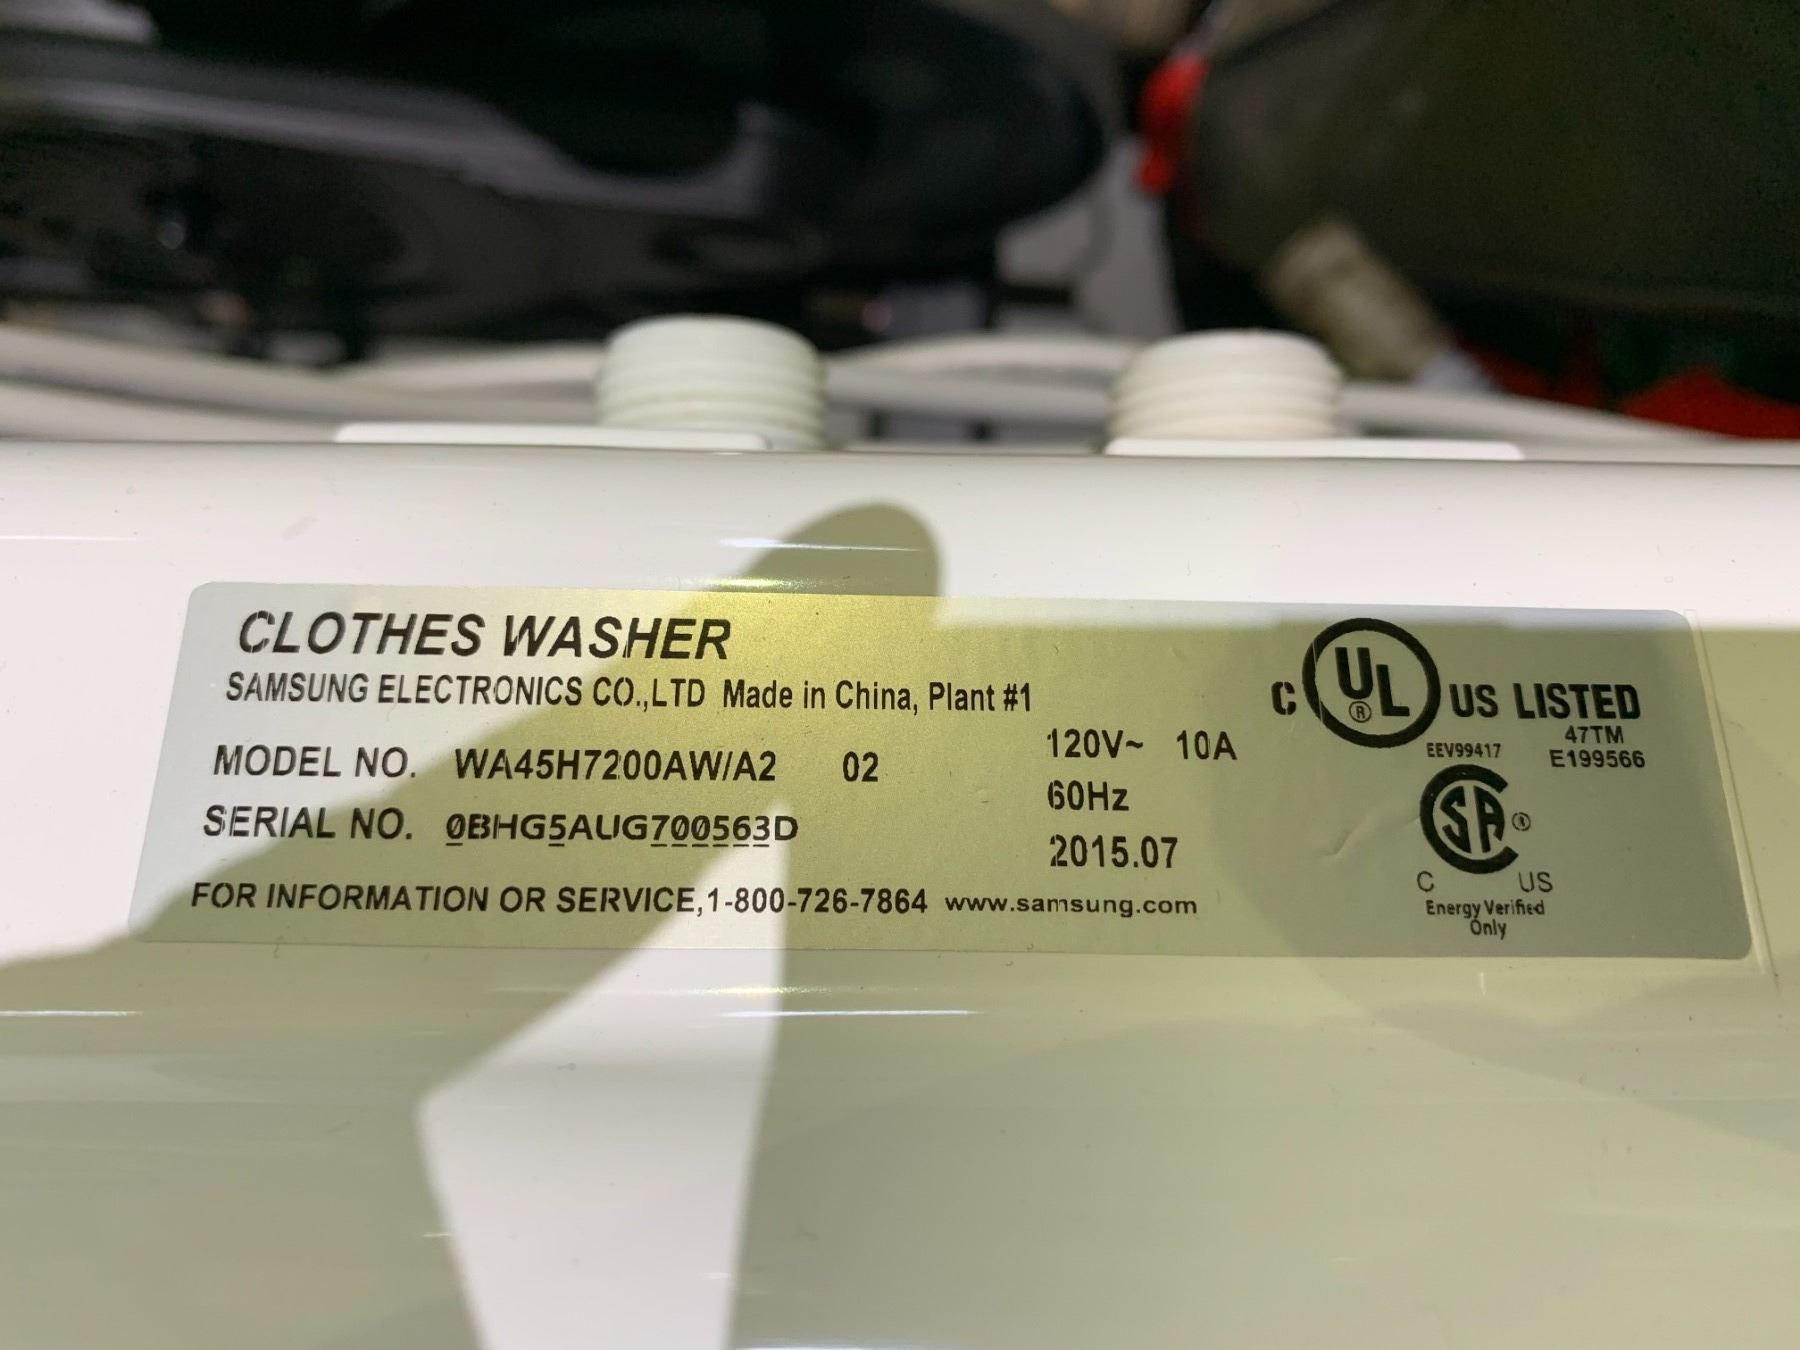 CLOTHES WASHER
SAMSUNG ELECTRONICS CO.,LTD Made in China, Plant #1
MODEL NO. WA45H7200AW/A2 02
SERIAL NO. 0BHG5AUG700563D
120V~ 10A
60Hz
2015.07
FOR INFORMATION OR SERVICE,1-800-726-7864 www.samsung.com
C UL ® US LISTED
47TM
EEV99417 E199566
SA ®
C US
Energy Verified
Only